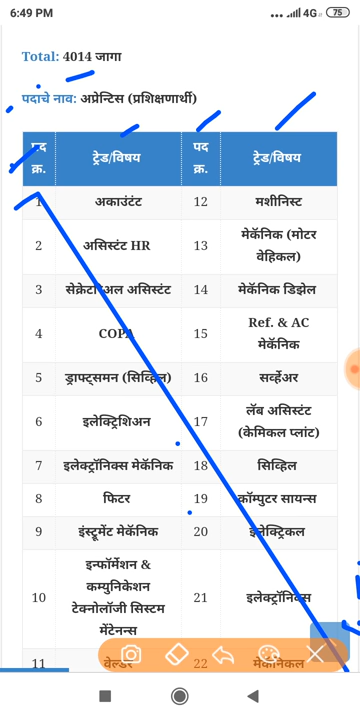 6:49 PM
4G
75
Total: 4014 जागा
पदाचे नाव: अप्रेन्टिस (प्रशिक्षणार्थी)
पद क्र. ट्रेड/विषय पद क्र. ट्रेड/विषय
1 अकाउंटंट 12 मशीनिस्ट
2 असिस्टंट HR 13 मेकॅनिक (मोटर वेहिकल)
3 सेक्रेटरिअल असिस्टंट 14 मेकॅनिक डिझेल
4 COPA 15 Ref. & AC मेकॅनिक
5 ड्राफ्ट्समन (सिव्हिल) 16 सर्व्हेअर
6 इलेक्ट्रिशिअन 17 लॅब असिस्टंट (केमिकल प्लांट)
7 इलेक्ट्रॉनिक्स मेकॅनिक 18 सिव्हिल
8 फिटर 19 कॉम्पुटर सायन्स
9 इंस्ट्रूमेंट मेकॅनिक 20 इलेक्ट्रिकल
10 इन्फॉर्मेशन & कम्युनिकेशन टेक्नोलॉजी सिस्टम मेंटेनन्स 21 इलेक्ट्रॉनिक्स
11 वेल्डर 22 मेकॅनिकल